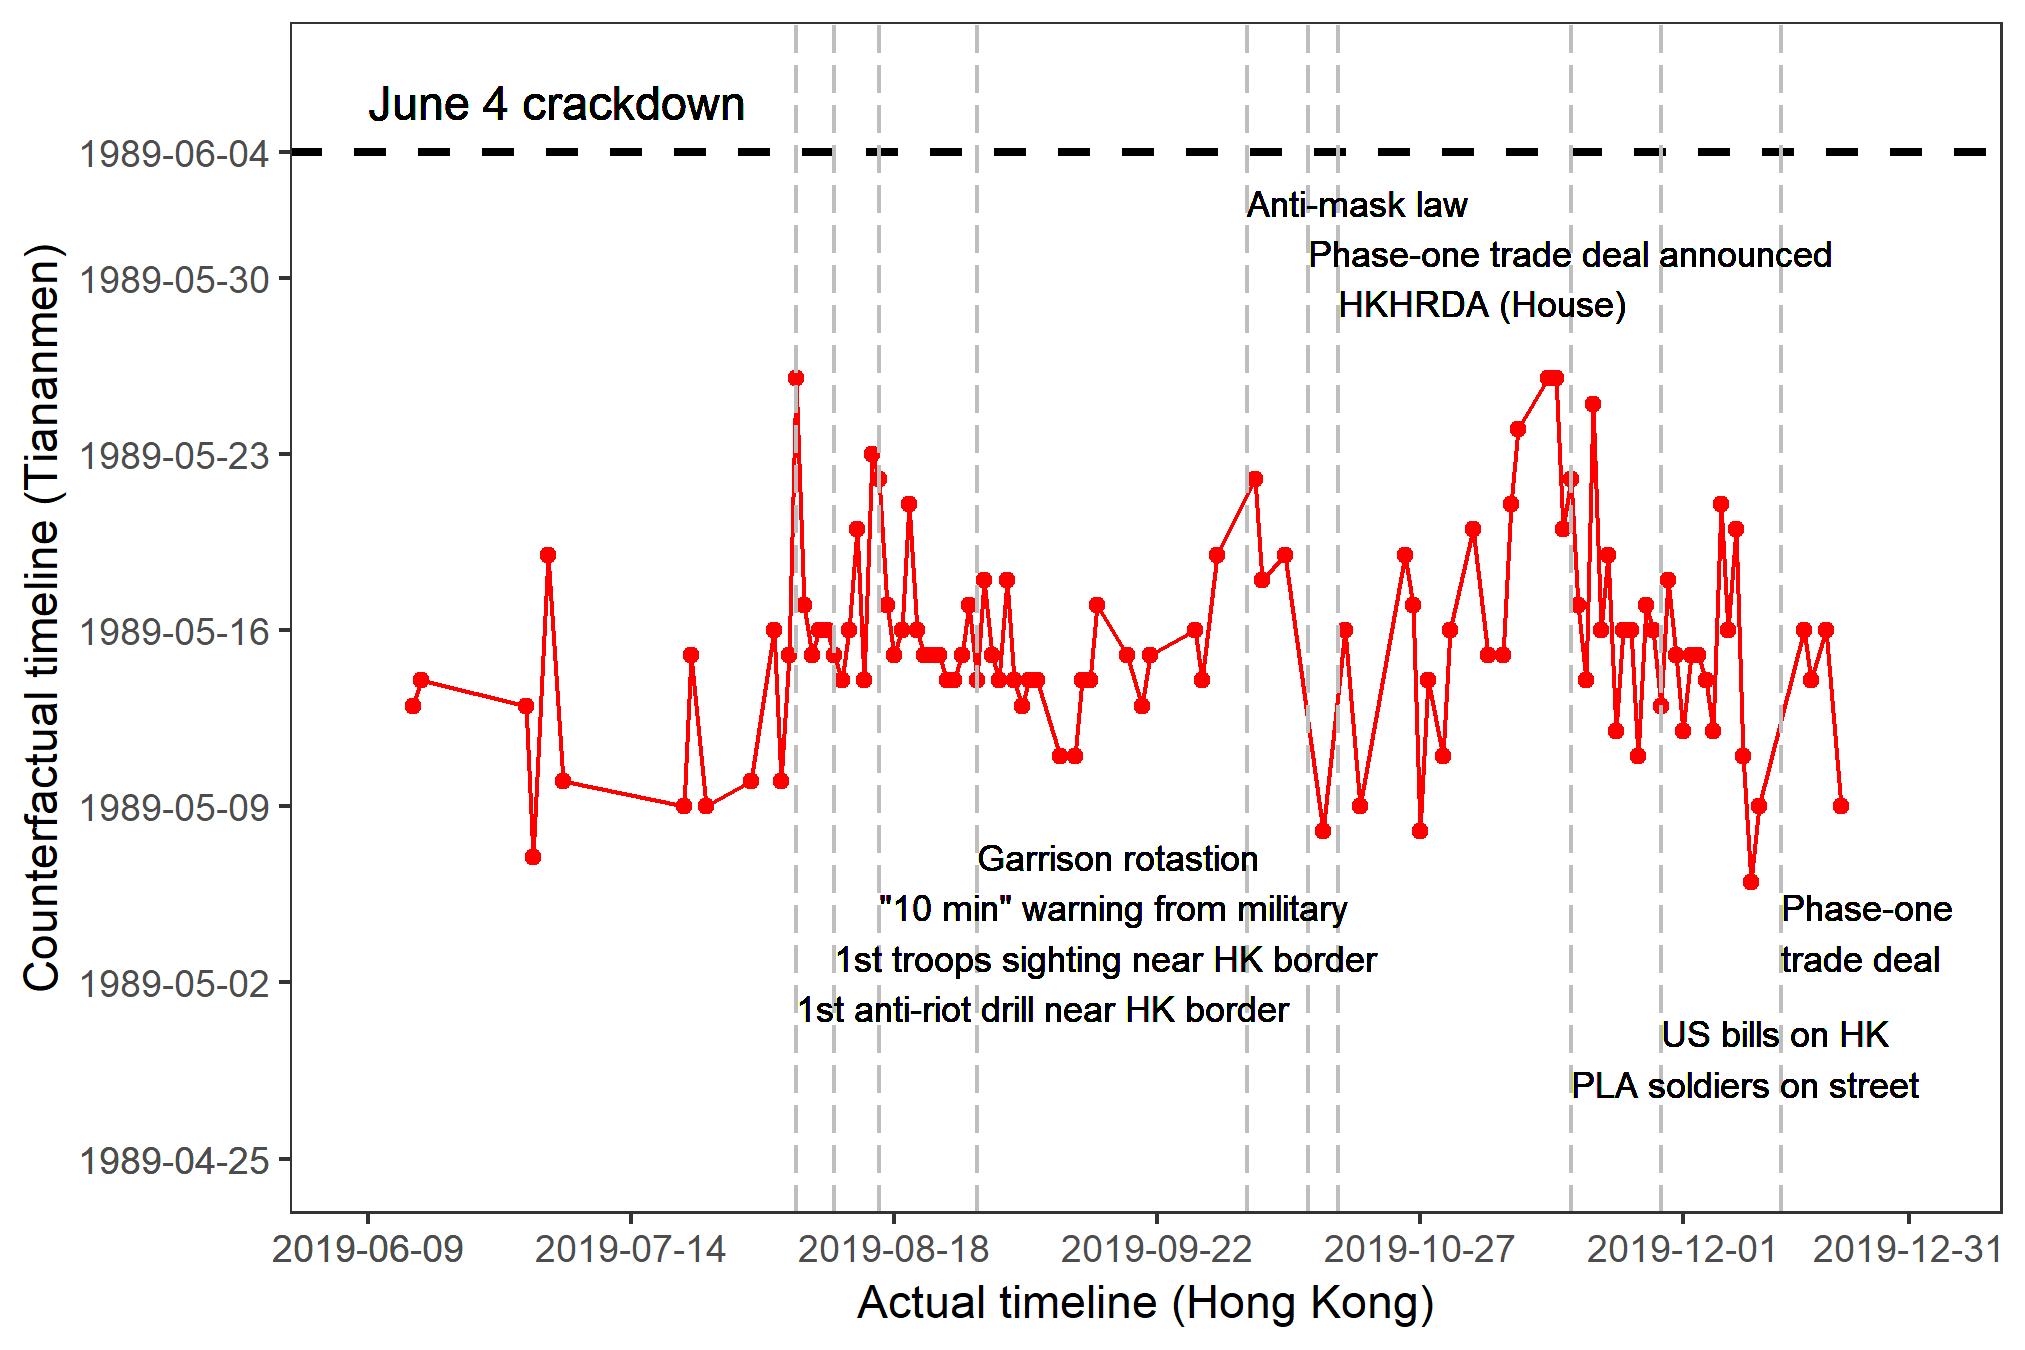 June 4 crackdown
1989-06-04
Anti-mask law
Phase-one trade deal announced
1989-05-30
HKHRDA (House)
1989-05-23
Counterfactual timeline (Tiananmen)
1989-05-16
1989-05-09
Garrison rotastion
"10 min" warning from military
Phase-one
1st troops sighting near HK border
trade deal
1989-05-02
1st anti-riot drill near HK border
US bills on HK
PLA soldiers on street
1989-04-25
2019-06-09 2019-07-14 2019-08-18 2019-09-22 2019-10-27 2019-12-01 2019-12-31
Actual timeline (Hong Kong)